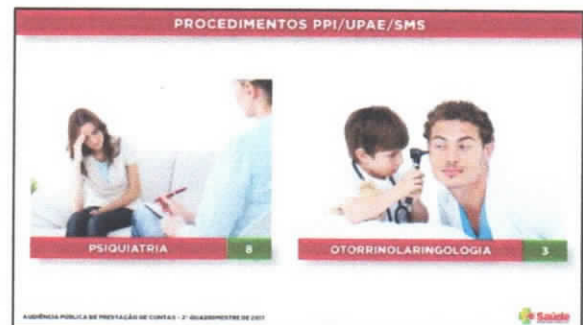 PROCEDIMENTOS PPI/UPAE/SMS
PSIQUIATRIA 8
OTORRINOLARINGOLOGIA 3
AUDIÊNCIA PÚBLICA DE PRESTAÇÃO DE CONTAS - 2º QUADRIMESTRE DE 2017
Saúde